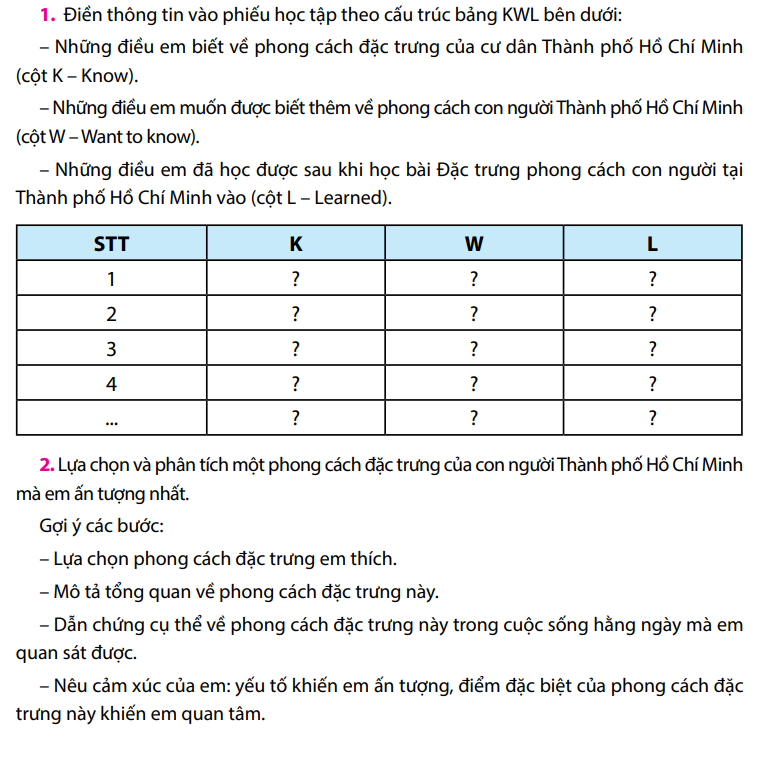 1. Điền thông tin vào phiếu học tập theo cấu trúc bảng KWL bên dưới:
– Những điều em biết về phong cách đặc trưng của cư dân Thành phố Hồ Chí Minh
(cột K – Know).
– Những điều em muốn được biết thêm về phong cách con người Thành phố Hồ Chí Minh
(cột W – Want to know).
– Những điều em đã học được sau khi học bài Đặc trưng phong cách con người tại
Thành phố Hồ Chí Minh vào (cột L – Learned).
STT K W L
1 ? ? ?
2 ? ? ?
3 ? ? ?
4 ? ? ?
... ? ? ?
2. Lựa chọn và phân tích một phong cách đặc trưng của con người Thành phố Hồ Chí Minh
mà em ấn tượng nhất.
Gợi ý các bước:
– Lựa chọn phong cách đặc trưng em thích.
– Mô tả tổng quan về phong cách đặc trưng này.
– Dẫn chứng cụ thể về phong cách đặc trưng này trong cuộc sống hằng ngày mà em
quan sát được.
– Nêu cảm xúc của em: yếu tố khiến em ấn tượng, điểm đặc biệt của phong cách đặc
trưng này khiến em quan tâm.